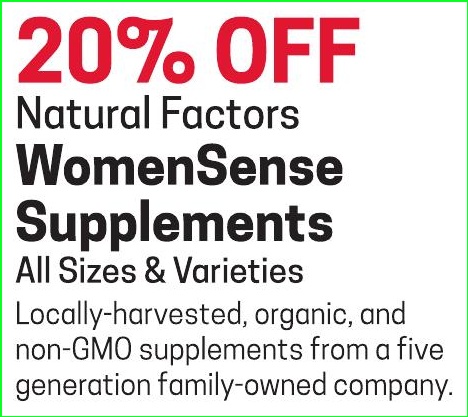 20% OFF
Natural Factors
WomenSense
Supplements
All Sizes & Varieties
Locally-harvested, organic, and
non-GMO supplements from a five
generation family-owned company.